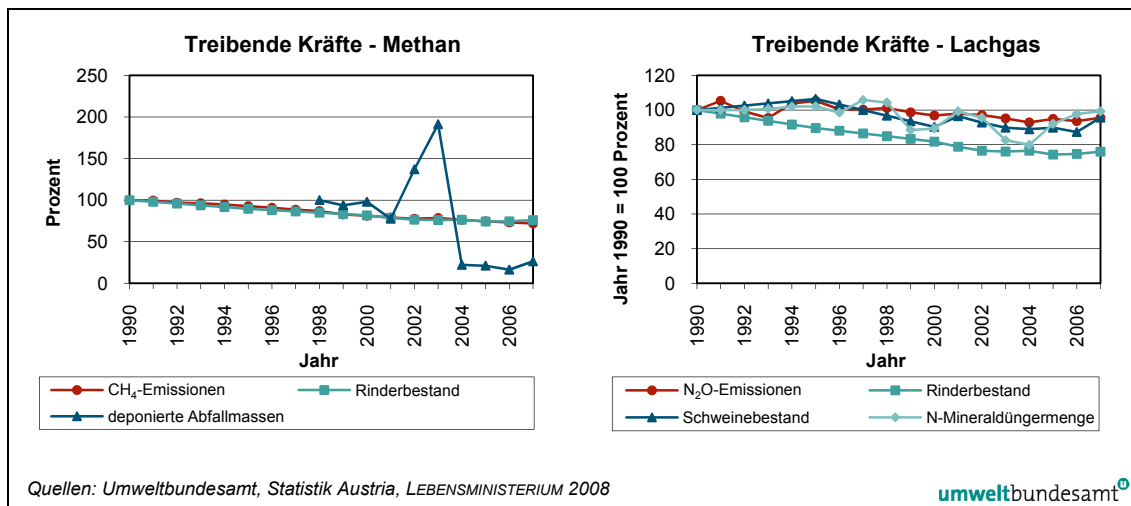 Treibende Kräfte - Methan
250
200
150
100
50
0
Prozent
1990
1992
1994
1996
1998
2000
2002
2004
2006
Jahr
CH₄-Emissionen
Rinderbestand
deponierte Abfallmassen
Treibende Kräfte - Lachgas
120
100
80
60
40
20
0
Jahr 1990 = 100 Prozent
1990
1992
1994
1996
1998
2000
2002
2004
2006
Jahr
N₂O-Emissionen
Rinderbestand
Schweinebestand
N-Mineraldüngermenge
Quellen: Umweltbundesamt, Statistik Austria, LEBENSMINISTERIUM 2008
umweltbundesamt u